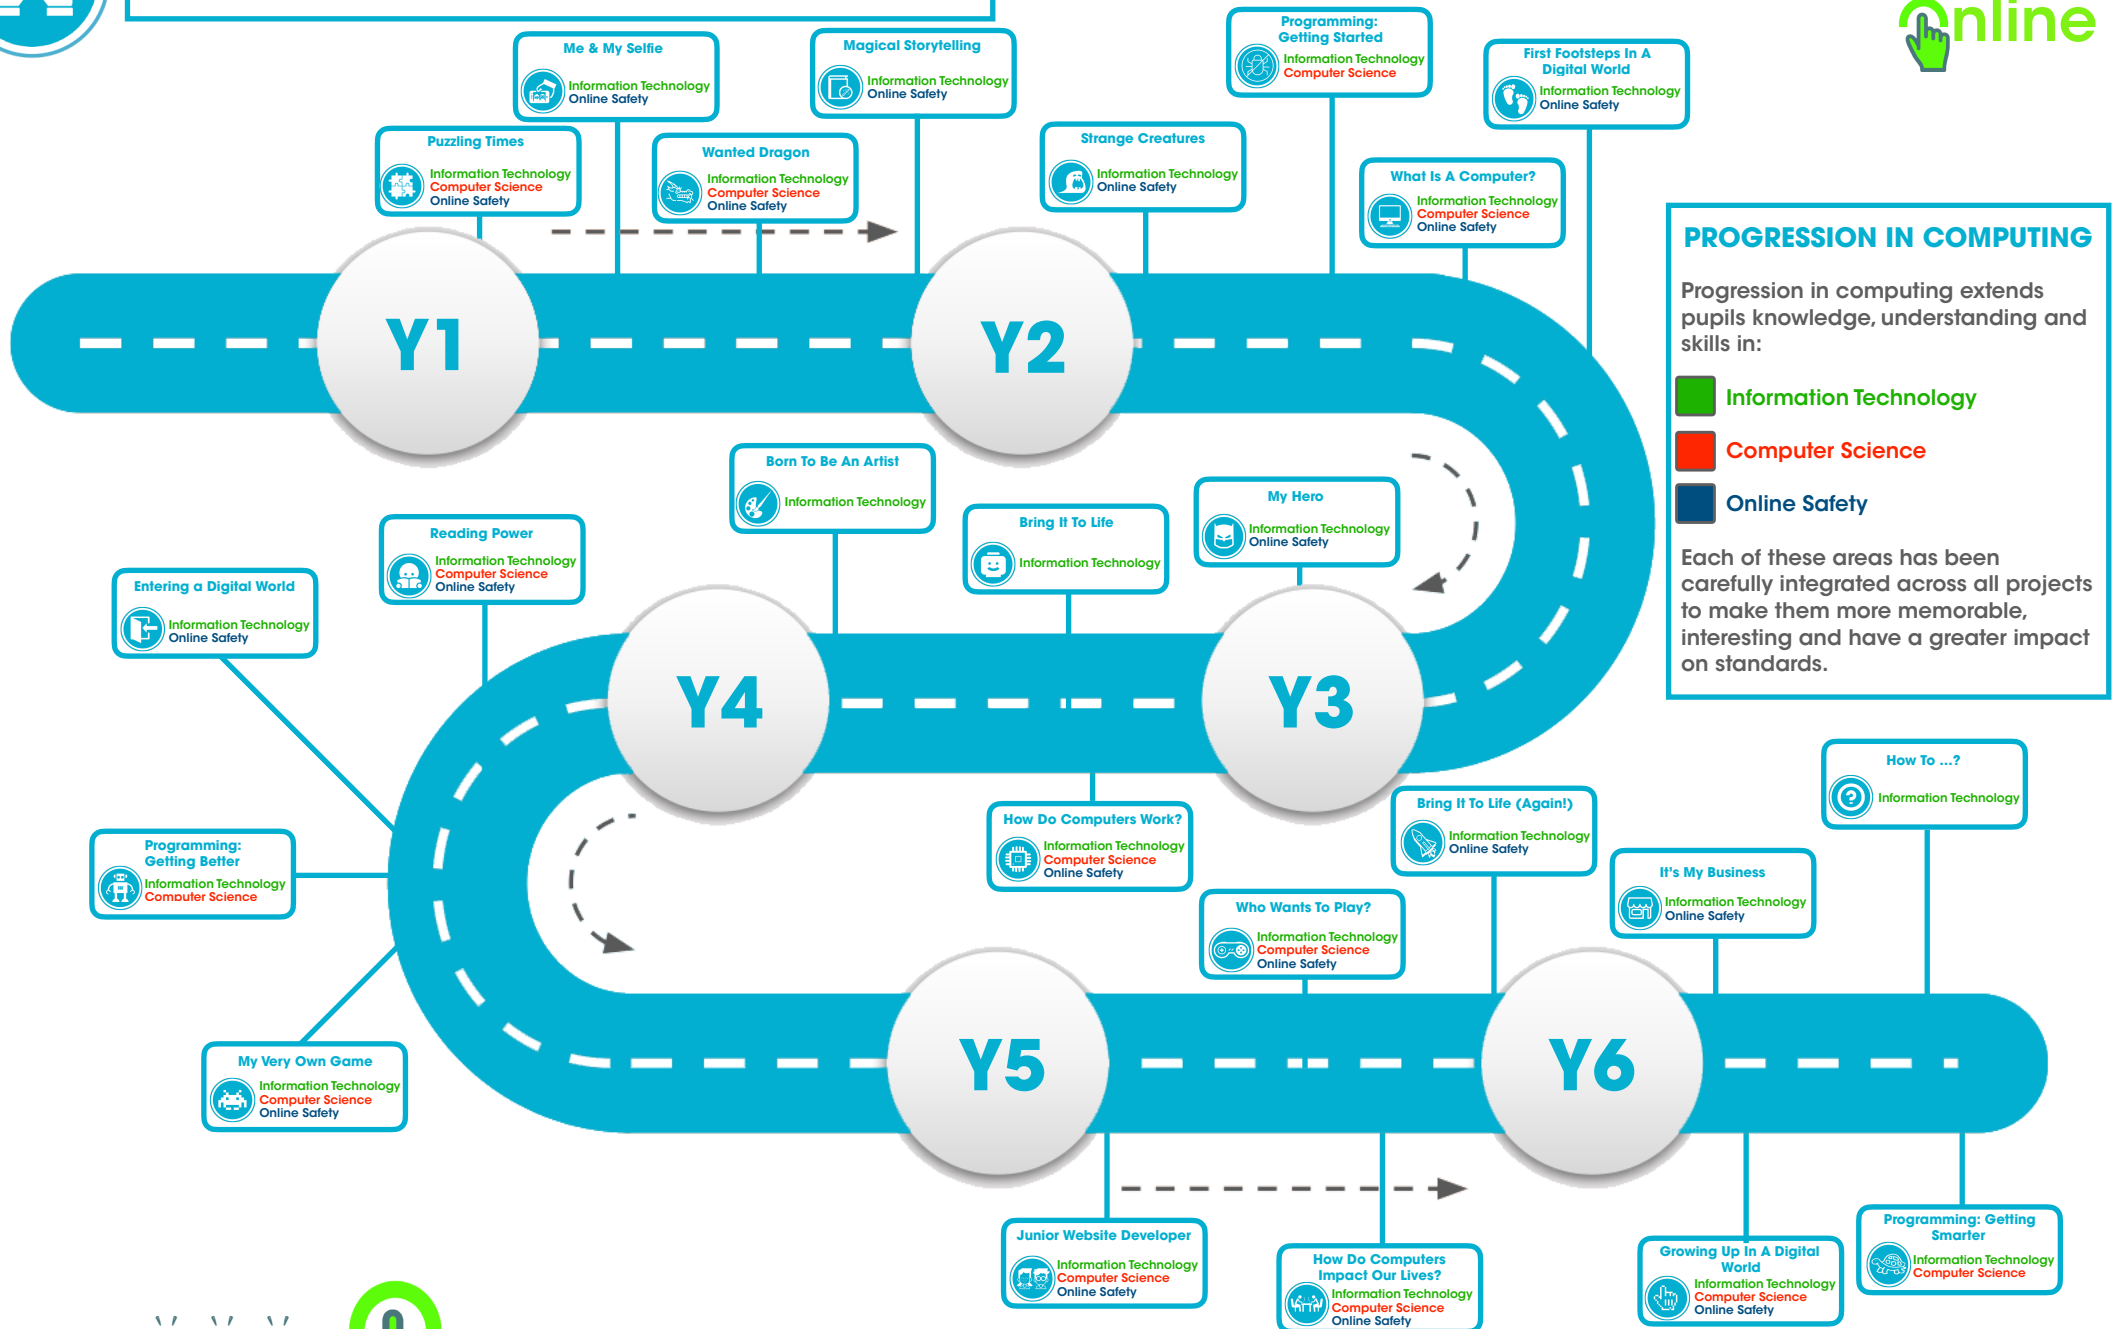 nline
Me & My Selfie
Information Technology
Online Safety
Magical Storytelling
Information Technology
Online Safety
Programming:
Getting Started
Information Technology
Computer Science
First Footsteps In A
Digital World
Information Technology
Online Safety
Puzzling Times
Information Technology
Computer Science
Online Safety
Wanted Dragon
Information Technology
Computer Science
Online Safety
Strange Creatures
Information Technology
Online Safety
What Is A Computer?
Information Technology
Computer Science
Online Safety
Y1
Y2
PROGRESSION IN COMPUTING
Progression in computing extends
pupils knowledge, understanding and
skills in:
Information Technology
Computer Science
Online Safety
Each of these areas has been
carefully integrated across all projects
to make them more memorable,
interesting and have a greater impact
on standards.
My Hero
Information Technology
Online Safety
Bring It To Life
Information Technology
Born To Be An Artist
Information Technology
Reading Power
Information Technology
Computer Science
Online Safety
Entering a Digital World
Information Technology
Online Safety
Y4
Y3
How Do Computers Work?
Information Technology
Computer Science
Online Safety
Programming:
Getting Better
Information Technology
Computer Science
My Very Own Game
Information Technology
Computer Science
Online Safety
Bring It To Life (Again!)
Information Technology
Online Safety
Who Wants To Play?
Information Technology
Computer Science
Online Safety
How To ...?
Information Technology
It's My Business
Information Technology
Online Safety
Y5
Y6
Junior Website Developer
Information Technology
Computer Science
Online Safety
How Do Computers
Impact Our Lives?
Information Technology
Computer Science
Online Safety
Growing Up In A Digital
World
Information Technology
Computer Science
Online Safety
Programming: Getting
Smarter
Information Technology
Computer Science